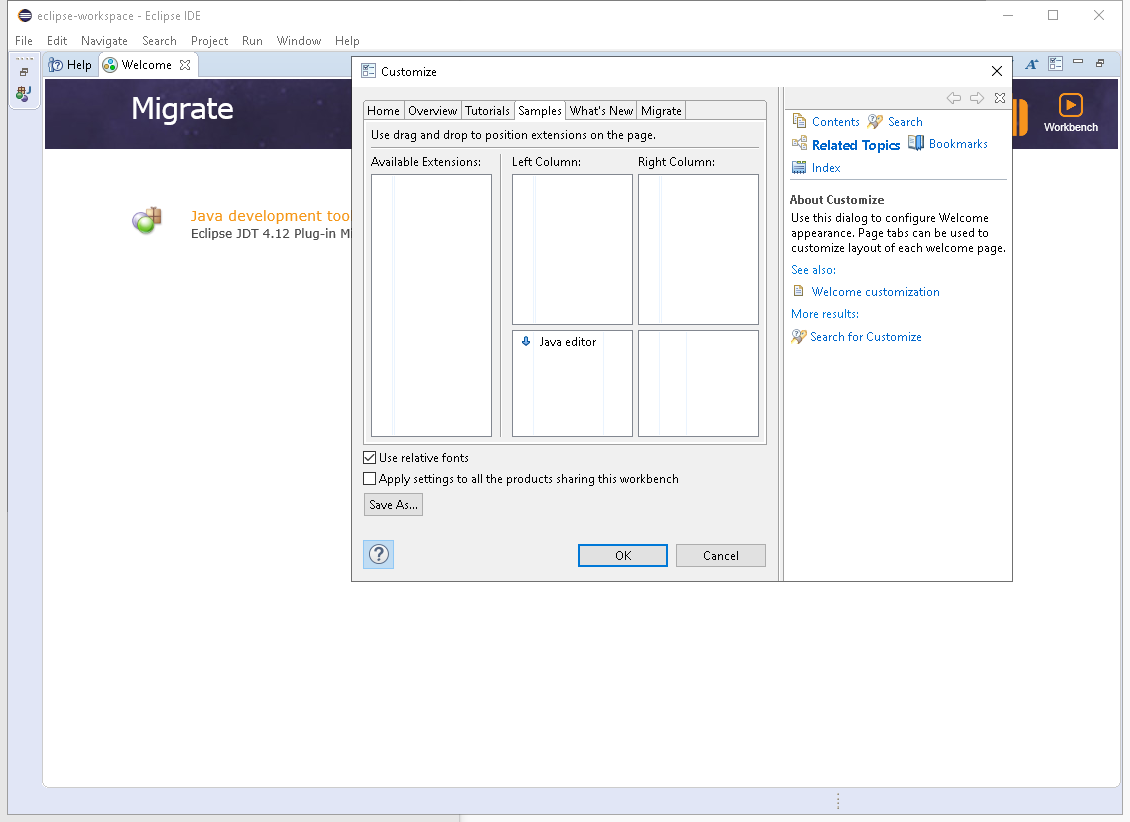 eclipse-workspace - Eclipse IDE
File Edit Navigate Search Project Run Window Help
Help Welcome
Migrate
Workbench
Java development too
Eclipse JDT 4.12 Plug-in Mi
Customize
Home Overview Tutorials Samples What's New Migrate
Use drag and drop to position extensions on the page.
Available Extensions: Left Column: Right Column:
Java editor
Use relative fonts
Apply settings to all the products sharing this workbench
Save As...
OK Cancel
Contents Search
Related Topics Bookmarks
Index
About Customize
Use this dialog to configure Welcome
appearance. Page tabs can be used to
customize layout of each welcome page.
See also:
Welcome customization
More results:
Search for Customize